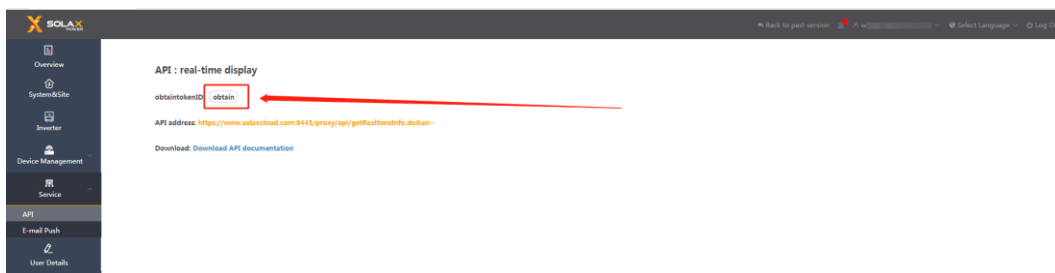 SOLAX
POWER
Back to past version
Select Language
Log O
Overview
System&Site
Inverter
Device Management
Service
API
E-mail Push
User Details
API : real-time display
obtaintokenID: obtain
API address: https://www.solaxcloud.com:9443/proxy/api/getRealtimeInfo.do
Download: Download API documentation